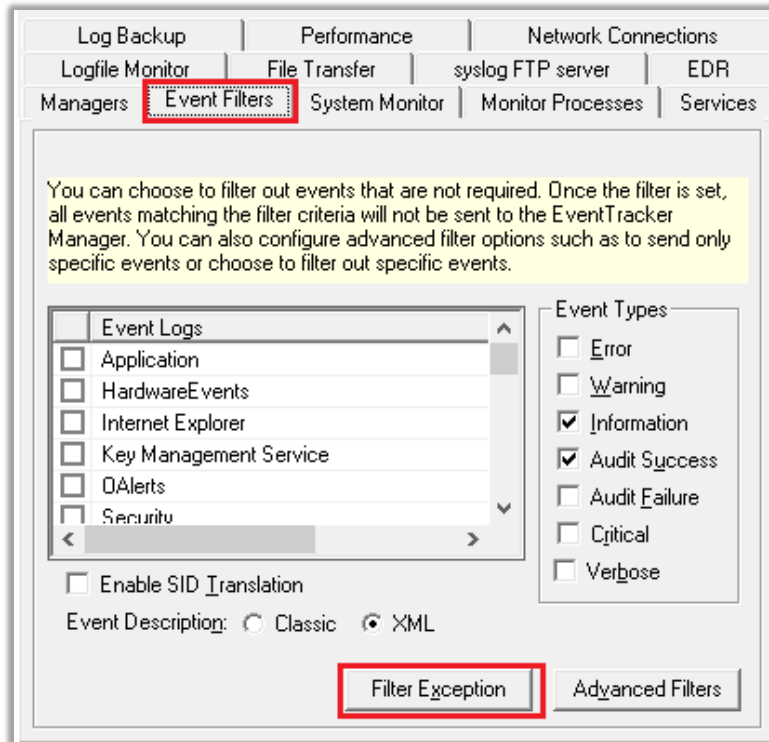 Log Backup Performance Network Connections
Logfile Monitor File Transfer syslog FTP server EDR
Managers Event Filters System Monitor Monitor Processes Services
You can choose to filter out events that are not required. Once the filter is set,
all events matching the filter criteria will not be sent to the EventTracker
Manager. You can also configure advanced filter options such as to send only
specific events or choose to filter out specific events.
Event Logs
Application
HardwareEvents
Internet Explorer
Key Management Service
OAlerts
Security
Event Types
Error
Warning
Information
Audit Success
Audit Failure
Critical
Verbose
Enable SID Translation
Event Description: Classic XML
Filter Exception Advanced Filters